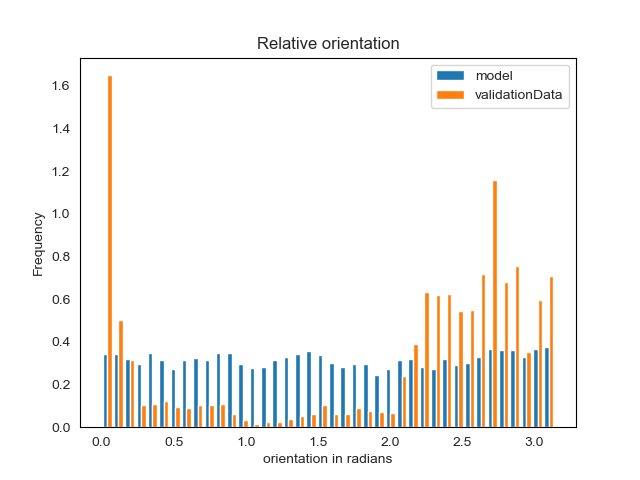 Relative orientation
model
validationData
Frequency
1.6
1.4
1.2
1.0
0.8
0.6
0.4
0.2
0.0
0.0 0.5 1.0 1.5 2.0 2.5 3.0
orientation in radians